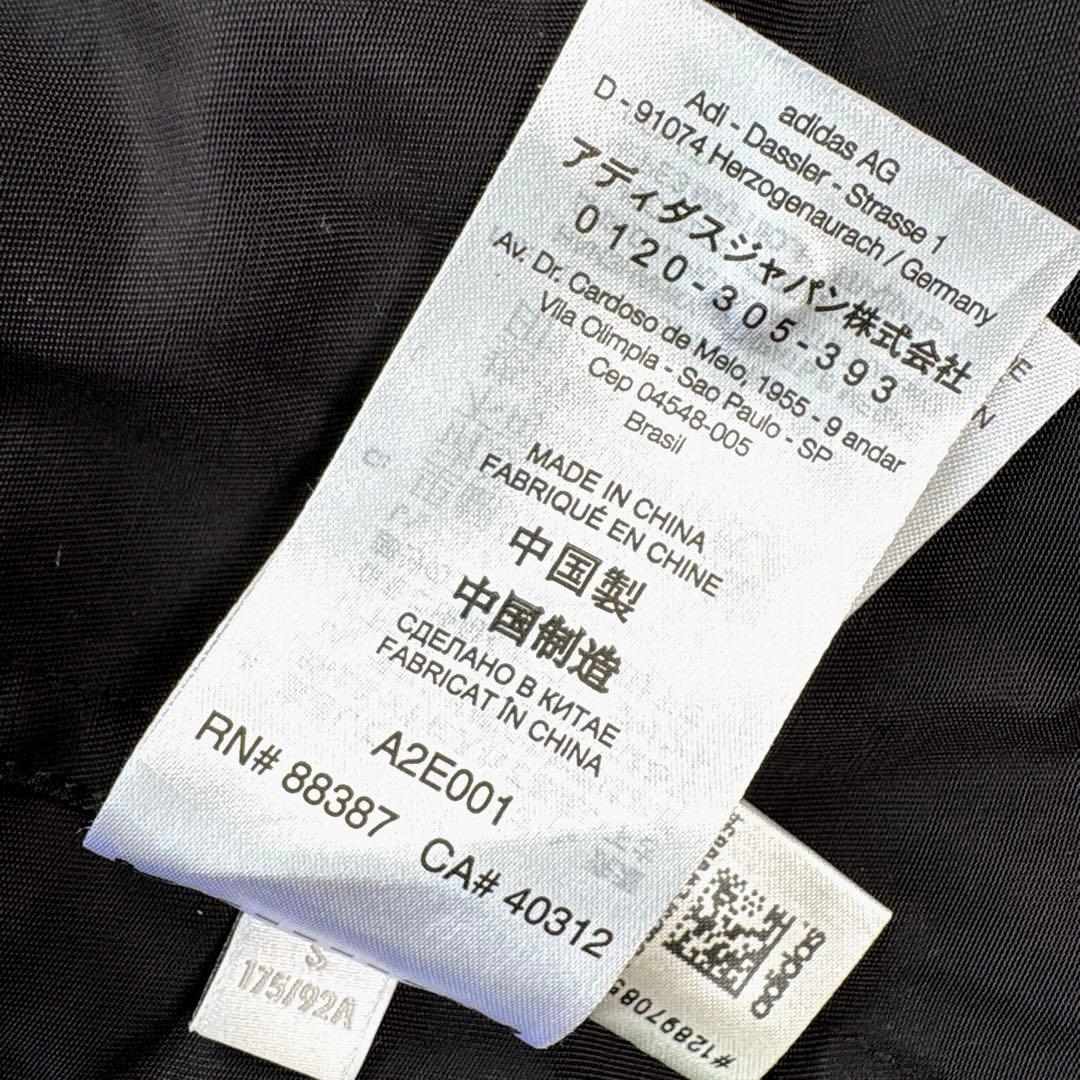 adidas AG
Adi - Dassler - Strasse 1
D - 91074 Herzogenaurach / Germany
アディダスジャパン株式会社
0120-305-393
Av. Dr. Cardoso de Melo, 1955 - 9 andar
Vila Olimpia - Sao Paulo - SP
Cep 04548-005
Brasil
MADE IN CHINA
FABRIQUÉ EN CHINE
中国製
中国制造
СДЕЛАНО В КИТАЕ
FABRICAT ÎN CHINA
A2E001
RN# 88387 CA# 40312
S
175/92A